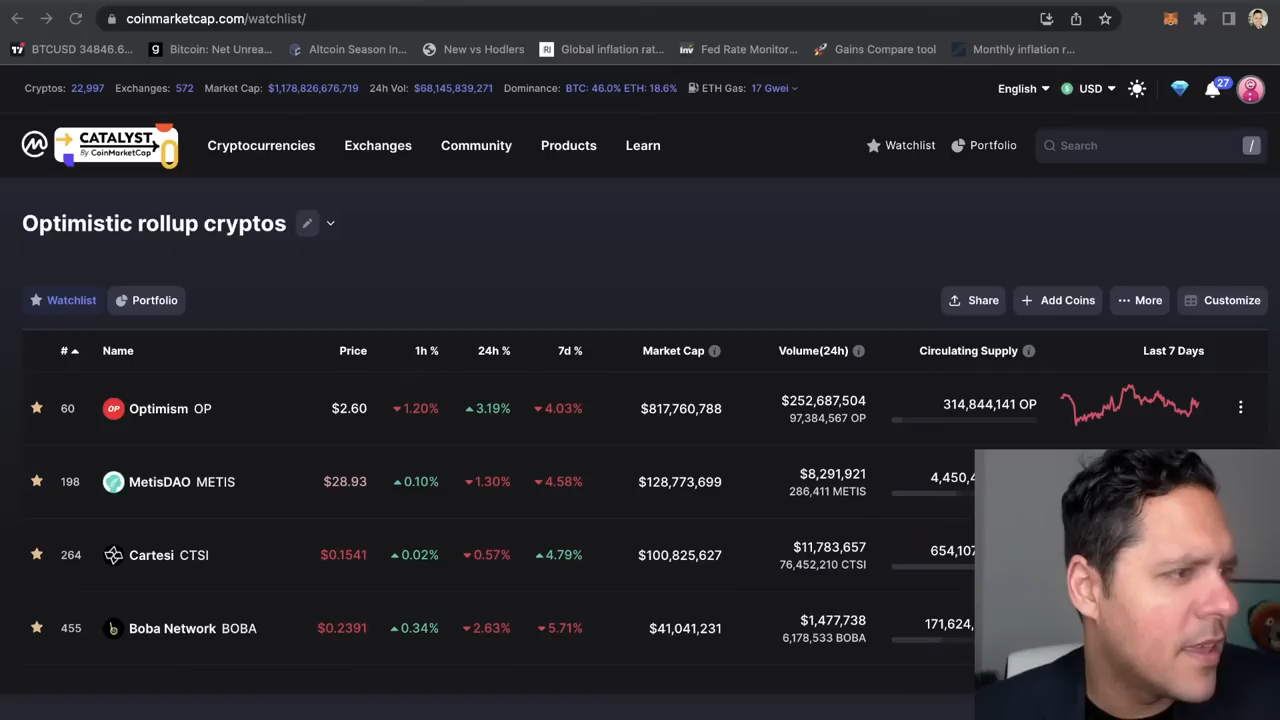 coinmarketcap.com/watchlist/
BTCUSD 34846.6... Bitcoin: Net Unrea... Altcoin Season In... New vs Hodlers Global inflation rat... Fed Rate Monitor... Gains Compare tool Monthly inflation r...
Cryptos: 22,997 Exchanges: 572 Market Cap: $1,178,826,676,719 24h Vol: $68,145,839,271 Dominance: BTC: 46.0% ETH: 18.6% ETH Gas: 17 Gwei English USD 27
CATALYST By CoinMarketCap Cryptocurrencies Exchanges Community Products Learn Watchlist Portfolio Search /
Optimistic rollup cryptos
Watchlist Portfolio Share + Add Coins ... More Customize
# Name Price 1h % 24h % 7d % Market Cap Volume(24h) Circulating Supply Last 7 Days
60 OP Optimism OP $2.60 1.20% 3.19% 4.03% $817,760,788 $252,687,504 314,844,141 OP
97,384,567 OP
198 MetisDAO METIS $28.93 0.10% 1.30% 4.58% $128,773,699 $8,291,921 4,450,4
286,411 METIS
264 Cartesi CTSI $0.1541 0.02% 0.57% 4.79% $100,825,627 $11,783,657 654,107
76,452,210 CTSI
455 Boba Network BOBA $0.2391 0.34% 2.63% 5.71% $41,041,231 $1,477,738 171,624,
6,178,533 BOBA